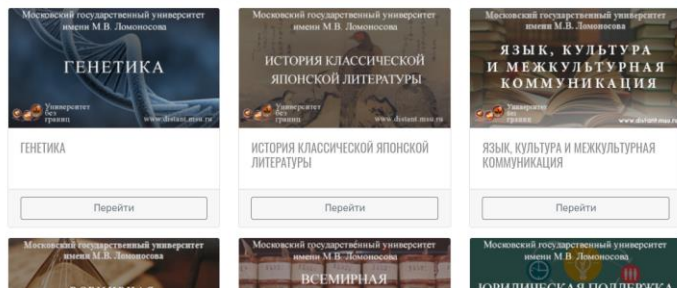 Московский государственный университет
имени М.В. Ломоносова
ГЕНЕТИКА
Университет
без
границ
www.distant.msu.ru
ГЕНЕТИКА
Перейти
Московский государственный университет
имени М.В. Ломоносова
ИСТОРИЯ КЛАССИЧЕСКОЙ
ЯПОНСКОЙ ЛИТЕРАТУРЫ
Университет
без
границ
www.distant.msu.ru
ИСТОРИЯ КЛАССИЧЕСКОЙ ЯПОНСКОЙ
ЛИТЕРАТУРЫ
Перейти
Московский государственный университет
имени М.В. Ломоносова
ЯЗЫК, КУЛЬТУРА
И МЕЖКУЛЬТУРНАЯ
КОММУНИКАЦИЯ
Университет
без
границ
www.distant.msu.ru
ЯЗЫК, КУЛЬТУРА И МЕЖКУЛЬТУРНАЯ
КОММУНИКАЦИЯ
Перейти
Московский государственный университет
имени М.В. Ломоносова
Московский государственный университет
имени М.В. Ломоносова
ВСЕМИРНАЯ
Московский государственный университет
имени М.В. Ломоносова
ЮРИДИЧЕСКАЯ ПОДДЕРЖКА